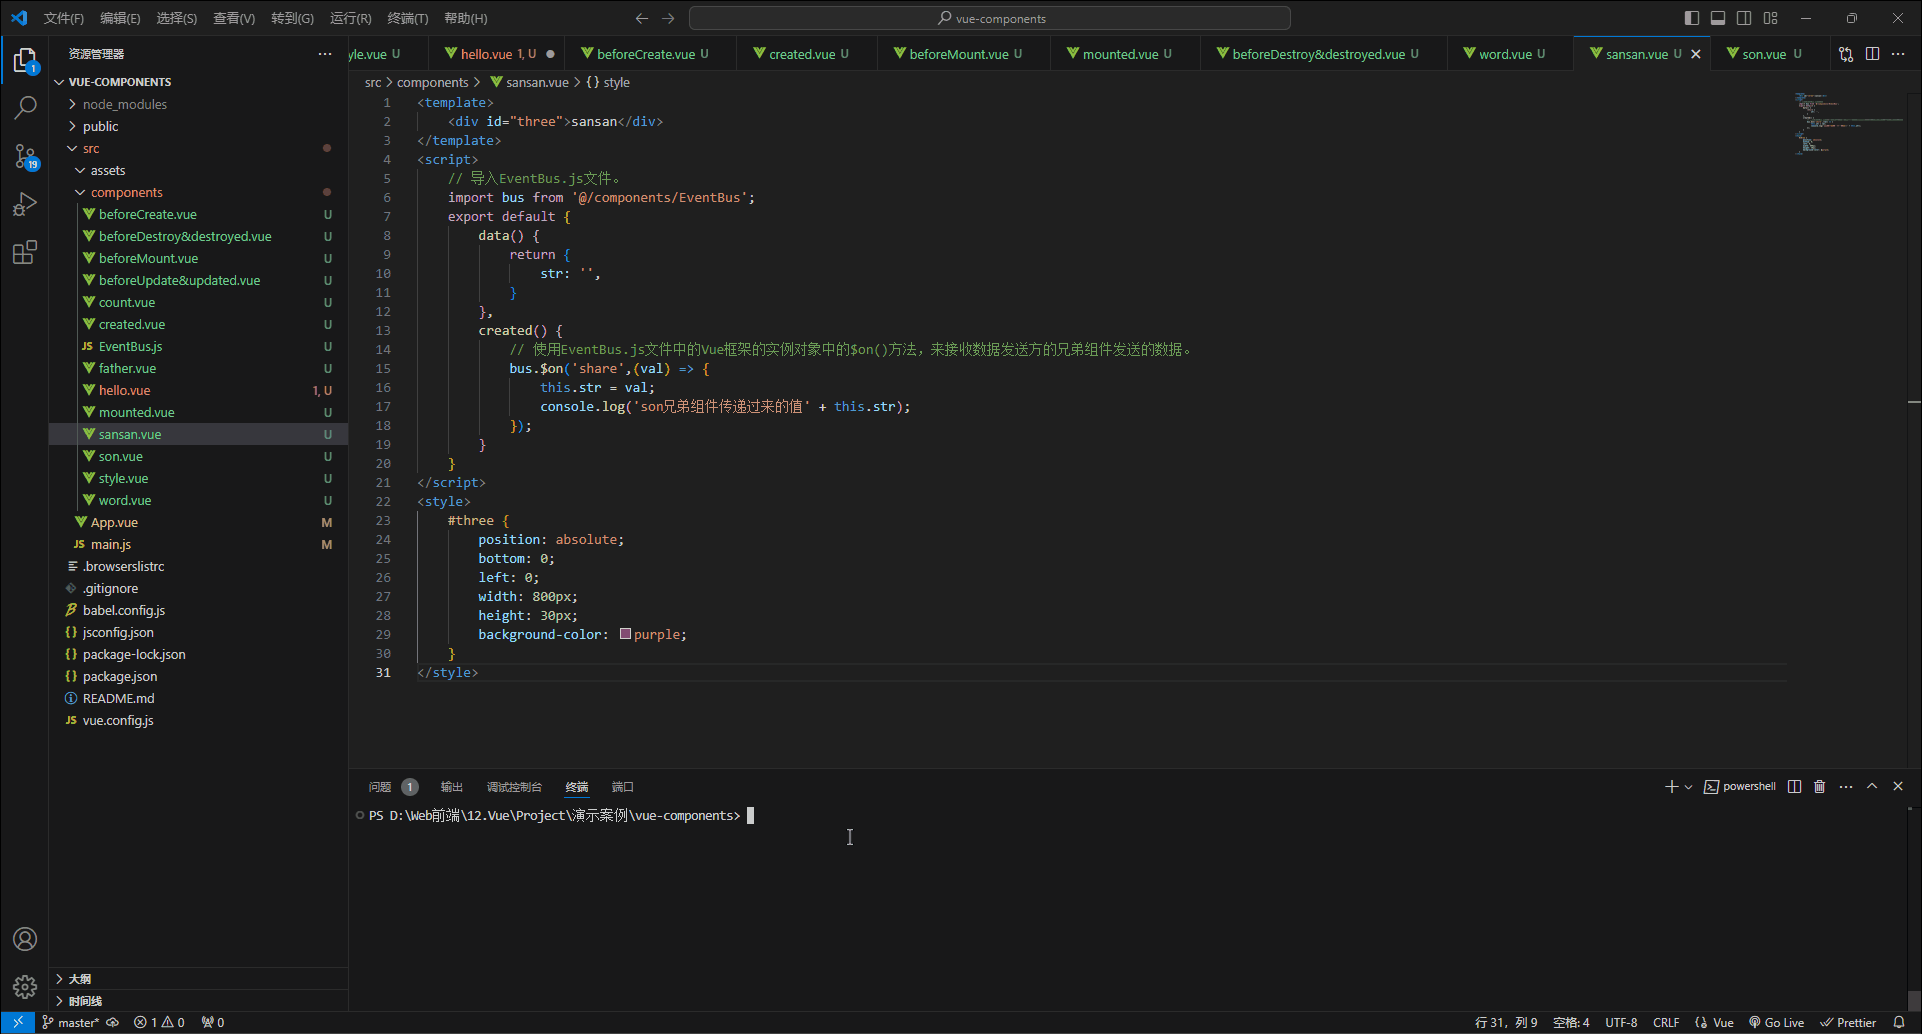 文件(F) 编辑(E) 选择(S) 查看(V) 转到(G) 运行(R) 终端(T) 帮助(H) vue-components
资源管理器
yle.vue U hello.vue 1, U beforeCreate.vue U created.vue U beforeMount.vue U mounted.vue U beforeDestroy&destroyed.vue U word.vue U sansan.vue U son.vue U
VUE-COMPONENTS
node_modules
public
src
assets
components
beforeCreate.vue U
beforeDestroy&destroyed.vue U
beforeMount.vue U
beforeUpdate&updated.vue U
count.vue U
created.vue U
EventBus.js U
father.vue U
hello.vue 1, U
mounted.vue U
sansan.vue U
son.vue U
style.vue U
word.vue U
App.vue M
main.js M
.browserslistrc
.gitignore
babel.config.js
jsconfig.json
package-lock.json
package.json
README.md
vue.config.js
大纲
时间线
src > components > sansan.vue > {} style
1 <template>
2 <div id="three">sansan</div>
3 </template>
4 <script>
5 // 导入EventBus.js文件。
6 import bus from '@/components/EventBus';
7 export default {
8 data() {
9 return {
10 str: '',
11 }
12 },
13 created() {
14 // 使用EventBus.js文件中的Vue框架的实例对象中的$on()方法，来接收数据发送方的兄弟组件发送的数据。
15 bus.$on('share',(val) => {
16 this.str = val;
17 console.log('son兄弟组件传递过来的值' + this.str);
18 });
19 }
20 }
21 </script>
22 <style>
23 #three {
24 position: absolute;
25 bottom: 0;
26 left: 0;
27 width: 800px;
28 height: 30px;
29 background-color: purple;
30 }
31 </style>
问题 1 输出 调试控制台 终端 端口 powershell
PS D:\Web前端\12.Vue\Project\演示案例\vue-components>
1
19
master* 1 0 0 行 31，列 9 空格: 4 UTF-8 CRLF Vue Go Live Prettier